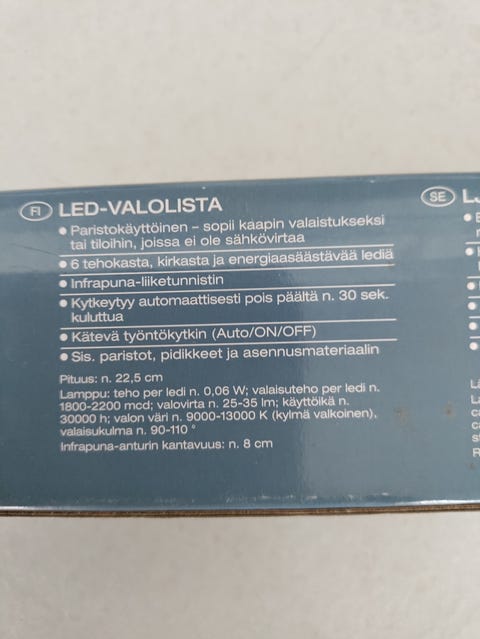 FI LED-VALOLISTA
• Paristokäyttöinen – sopii kaapin valaistukseksi
tai tiloihin, joissa ei ole sähkövirtaa
• 6 tehokasta, kirkasta ja energiaasäästävää lediä
• Infrapuna-liiketunnistin
• Kytkeytyy automaattisesti pois päältä n. 30 sek.
kuluttua
• Kätevä työntökytkin (Auto/ON/OFF)
• Sis. paristot, pidikkeet ja asennusmateriaalin
Pituus: n. 22,5 cm
Lamppu: teho per ledi n. 0,06 W; valaisuteho per ledi n.
1800-2200 mcd; valovirta n. 25-35 lm; käyttöikä n.
30000 h; valon väri n. 9000-13000 K (kylmä valkoinen),
valaisukulma n. 90-110 °
Infrapuna-anturin kantavuus: n. 8 cm
SE